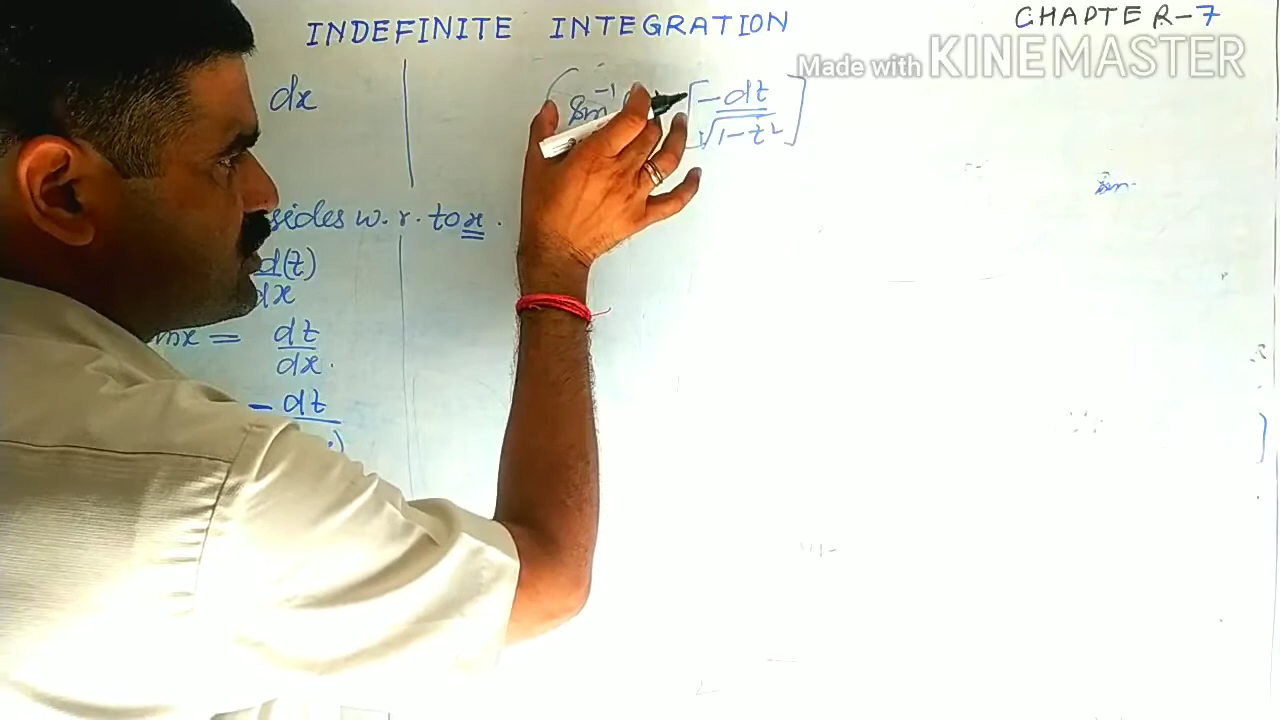 INDEFINITE INTEGRATION
CHAPTER-7
Made with KINEMASTER
dx
sin⁻¹ [-dt/√1-t²]
sides w.r. to x.
d(t)/dx
= dt/dx.
- dt